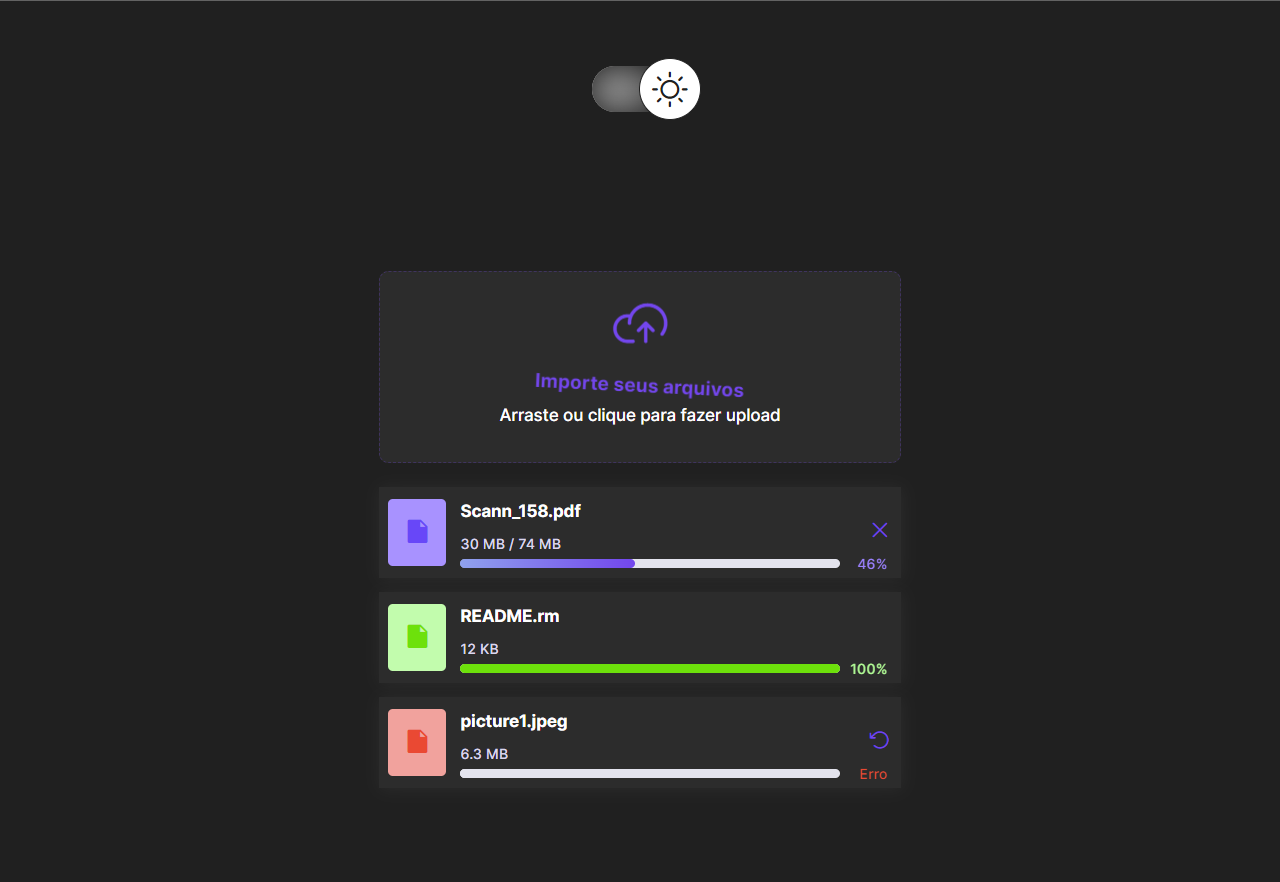 Importe seus arquivos
Arraste ou clique para fazer upload
Scann_158.pdf
30 MB / 74 MB
46%
README.rm
12 KB
100%
picture1.jpeg
6.3 MB
Erro